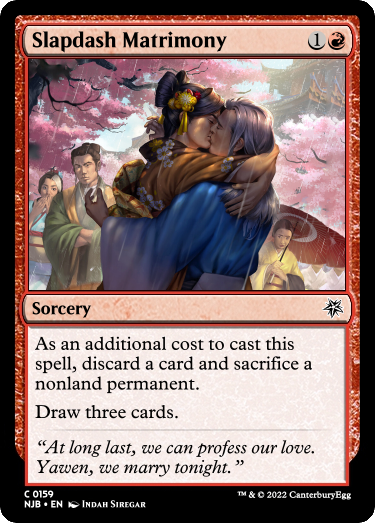 Slapdash Matrimony 1
Sorcery
As an additional cost to cast this
spell, discard a card and sacrifice a
nonland permanent.
Draw three cards.
“At long last, we can profess our love.
Yawen, we marry tonight.”
C 0159
NJB • EN Indah Siregar
™ & © 2022 CanterburyEgg